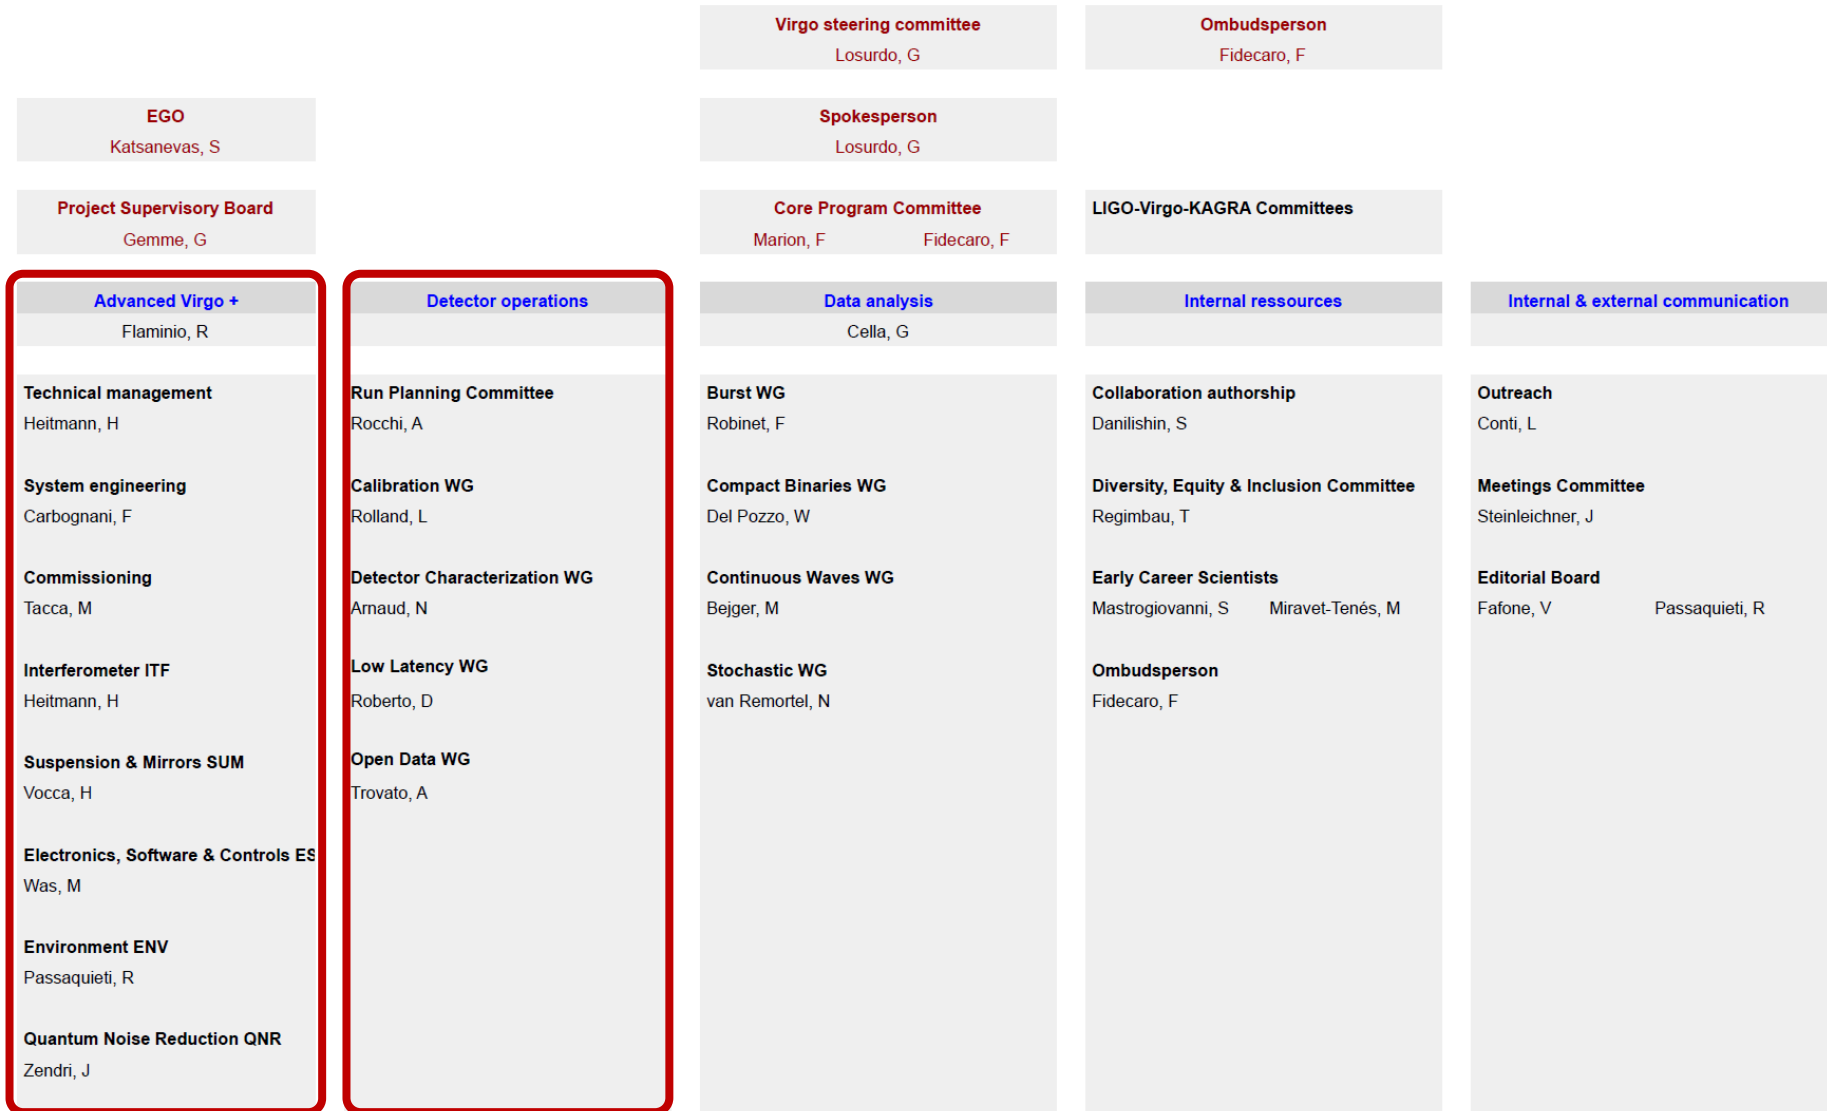 Virgo steering committee
Losurdo, G
Ombudsperson
Fidecaro, F
EGO
Katsanevas, S
Spokesperson
Losurdo, G
Project Supervisory Board
Gemme, G
Core Program Committee
Marion, F Fidecaro, F
LIGO-Virgo-KAGRA Committees
Advanced Virgo +
Flaminio, R
Technical management
Heitmann, H
System engineering
Carbognani, F
Commissioning
Tacca, M
Interferometer ITF
Heitmann, H
Suspension & Mirrors SUM
Vocca, H
Electronics, Software & Controls ES
Was, M
Environment ENV
Passaquieti, R
Quantum Noise Reduction QNR
Zendri, J
Detector operations
Run Planning Committee
Rocchi, A
Calibration WG
Rolland, L
Detector Characterization WG
Arnaud, N
Low Latency WG
Roberto, D
Open Data WG
Trovato, A
Data analysis
Cella, G
Burst WG
Robinet, F
Compact Binaries WG
Del Pozzo, W
Continuous Waves WG
Bejger, M
Stochastic WG
van Remortel, N
Internal ressources
Collaboration authorship
Danilishin, S
Diversity, Equity & Inclusion Committee
Regimbau, T
Early Career Scientists
Mastrogiovanni, S Miravet-Tenés, M
Ombudsperson
Fidecaro, F
Internal & external communication
Outreach
Conti, L
Meetings Committee
Steinleichner, J
Editorial Board
Fafone, V Passaquieti, R